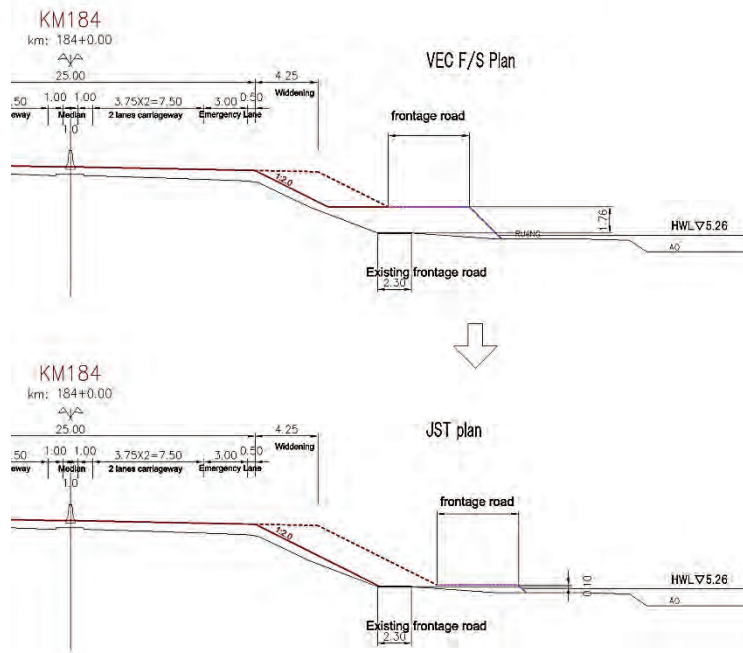 KM184
km: 184+0.00
VEC F/S Plan
25.00
4.25
.50 1.00 1.00 3.75X2=7.50 3.00 0.50
Widdening
eway Median 2 lanes carriageway Emergency Lane
1.0
frontage road
1:2.0
1.76
HWL▽5.26
RUéNG
AO
Existing frontage road
2.30
KM184
km: 184+0.00
JST plan
25.00
4.25
.50 1.00 1.00 3.75X2=7.50 3.00 0.50
Widdening
eway Median 2 lanes carriageway Emergency Lane
1.0
frontage road
1:2.0
0.10
HWL▽5.26
AO
Existing frontage road
2.30